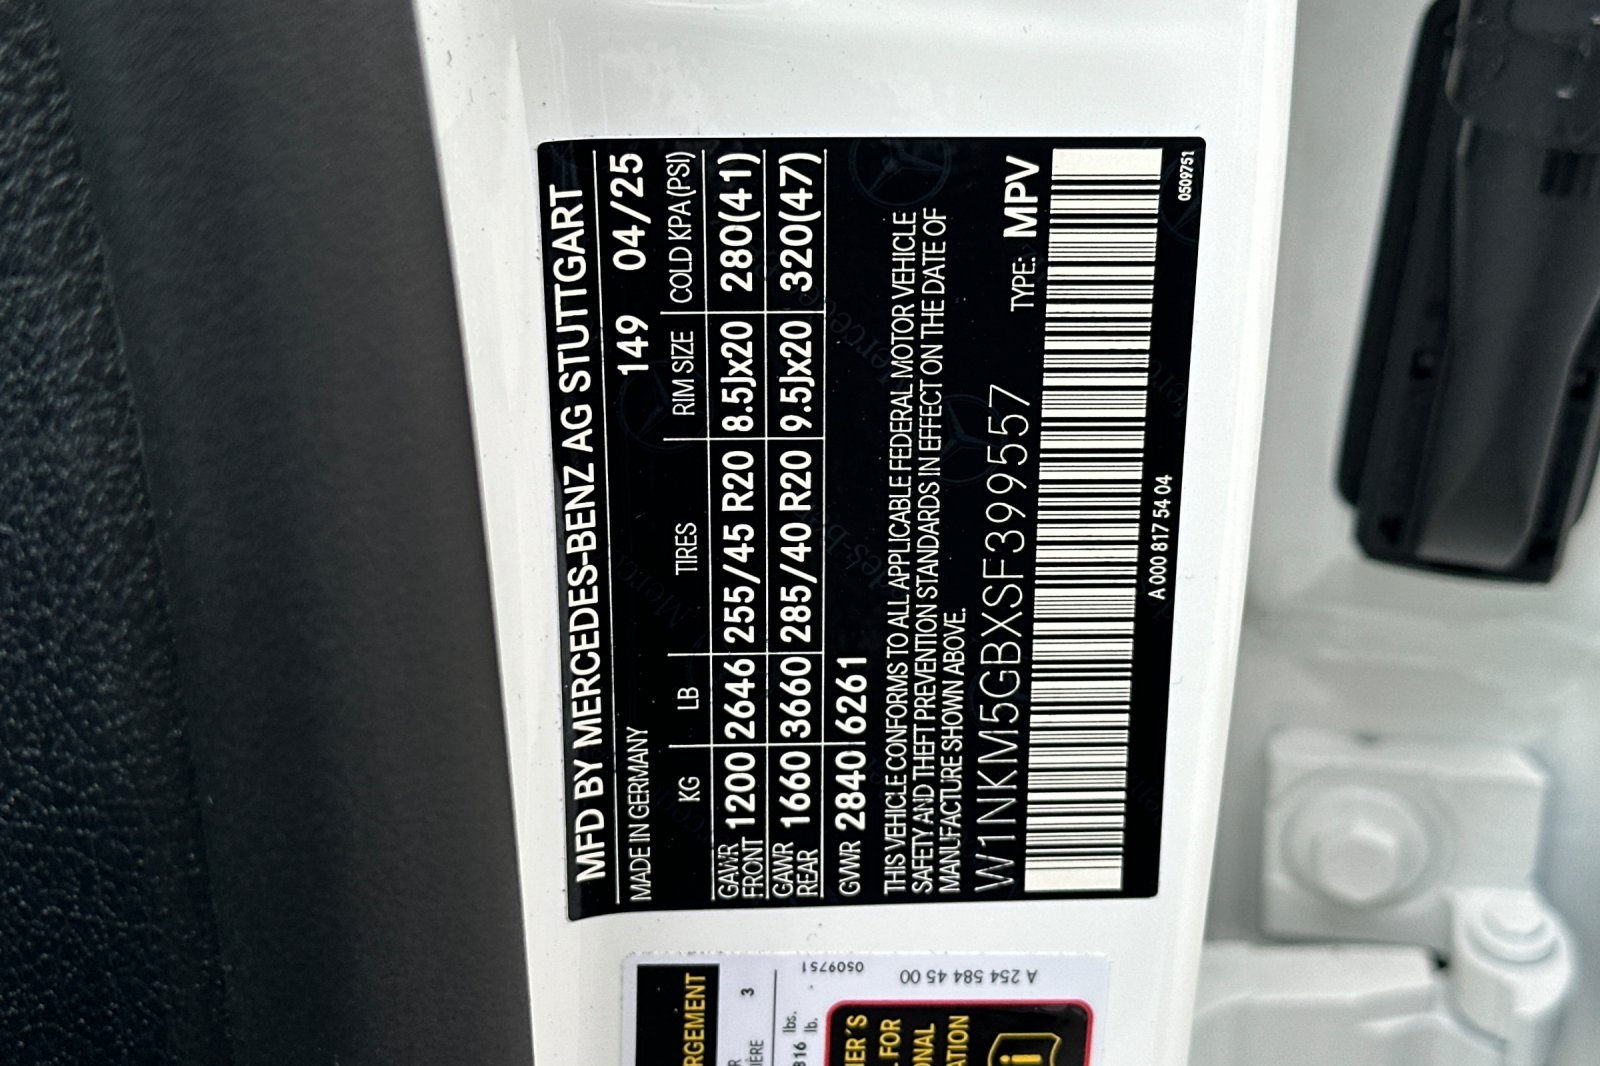 MFD BY MERCEDES-BENZ AG STUTTGART
MADE IN GERMANY 149 04/25
KG LB TIRES RIM SIZE COLD KPA(PSI)
GAWR
FRONT 1200 2646 255/45 R20 8.5Jx20 280(41)
GAWR
REAR 1660 3660 285/40 R20 9.5Jx20 320(47)
GVWR 2840 6261
THIS VEHICLE CONFORMS TO ALL APPLICABLE FEDERAL MOTOR VEHICLE
SAFETY AND THEFT PREVENTION STANDARDS IN EFFECT ON THE DATE OF
MANUFACTURE SHOWN ABOVE.
W1NKM5GBXSF399557 TYPE: MPV
A 000 817 54 04
0509751
RGEMENT
3
lbs.
lb.
0509751
A 254 584 45 00
FOR